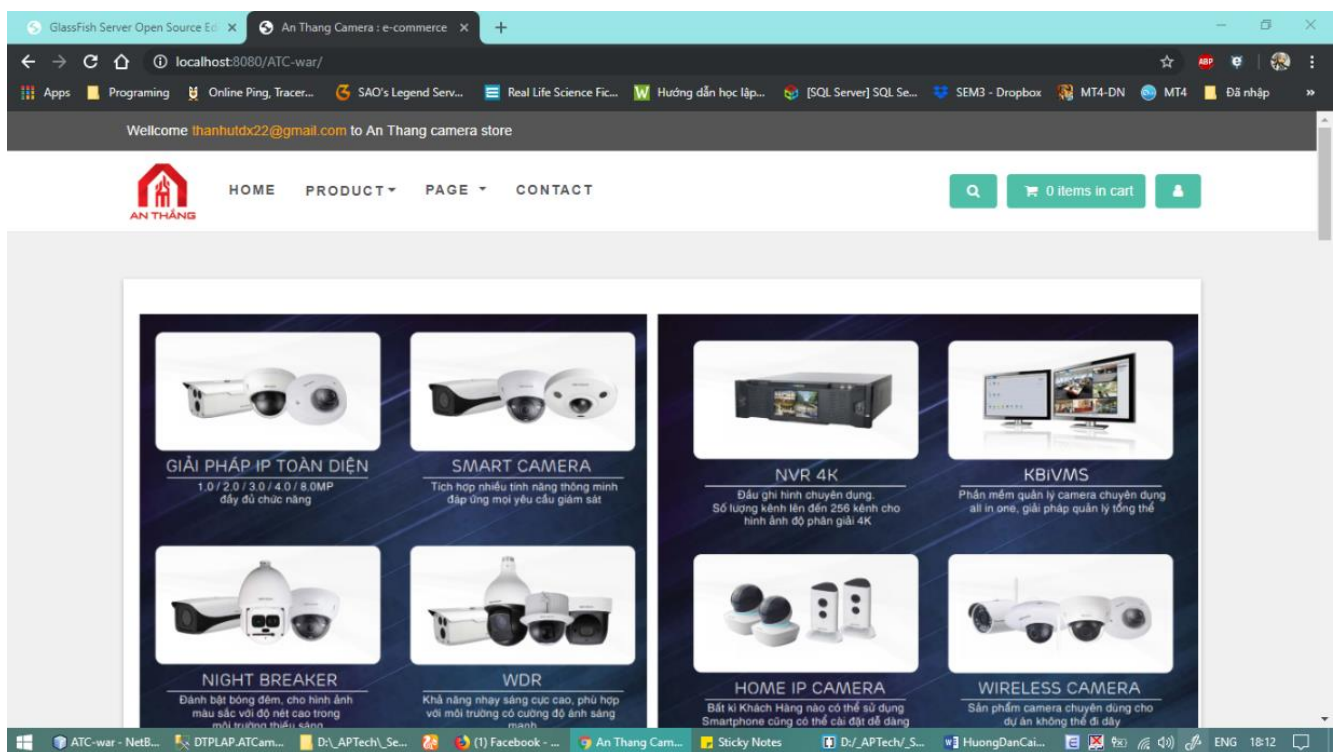 GlassFish Server Open Source Ed
An Thang Camera : e-commerce
localhost:8080/ATC-war/
ABP
Apps
Programing
Online Ping, Tracer...
SAO's Legend Serv...
Real Life Science Fic...
Hướng dẫn học lập...
[SQL Server] SQL Se...
SEM3 - Dropbox
MT4-DN
MT4
Đã nhập
»
Wellcome thanhutdx22@gmail.com to An Thang camera store
AN THẮNG
HOME
PRODUCT
PAGE
CONTACT
0 items in cart
GIẢI PHÁP IP TOÀN DIỆN
1.0 / 2.0 / 3.0 / 4.0 / 8.0MP
đầy đủ chức năng
SMART CAMERA
Tích hợp nhiều tính năng thông minh
đáp ứng mọi yêu cầu giám sát
NVR 4K
Đầu ghi hình chuyên dụng.
Số lượng kênh lên đến 256 kênh cho
hình ảnh độ phân giải 4K
KBiVMS
Phần mềm quản lý camera chuyên dụng
all in one, giải pháp quản lý tổng thể
NIGHT BREAKER
Đánh bật bóng đêm, cho hình ảnh
màu sắc với độ nét cao trong
môi trường thiếu sáng
WDR
Khả năng nhạy sáng cực cao, phù hợp
với môi trường có cường độ ánh sáng
mạnh
HOME IP CAMERA
Bất kì Khách Hàng nào có thể sử dụng
Smartphone cũng có thể cài đặt dễ dàng
WIRELESS CAMERA
Sản phẩm camera chuyên dùng cho
dự án không thể đi dây
ATC-war - NetB...
DTPLAP.ATCam...
D:\_APTech\_Se...
(1) Facebook - ...
An Thang Cam...
Sticky Notes
D:/_APTech/_S...
HuongDanCai...
ENG
18:12